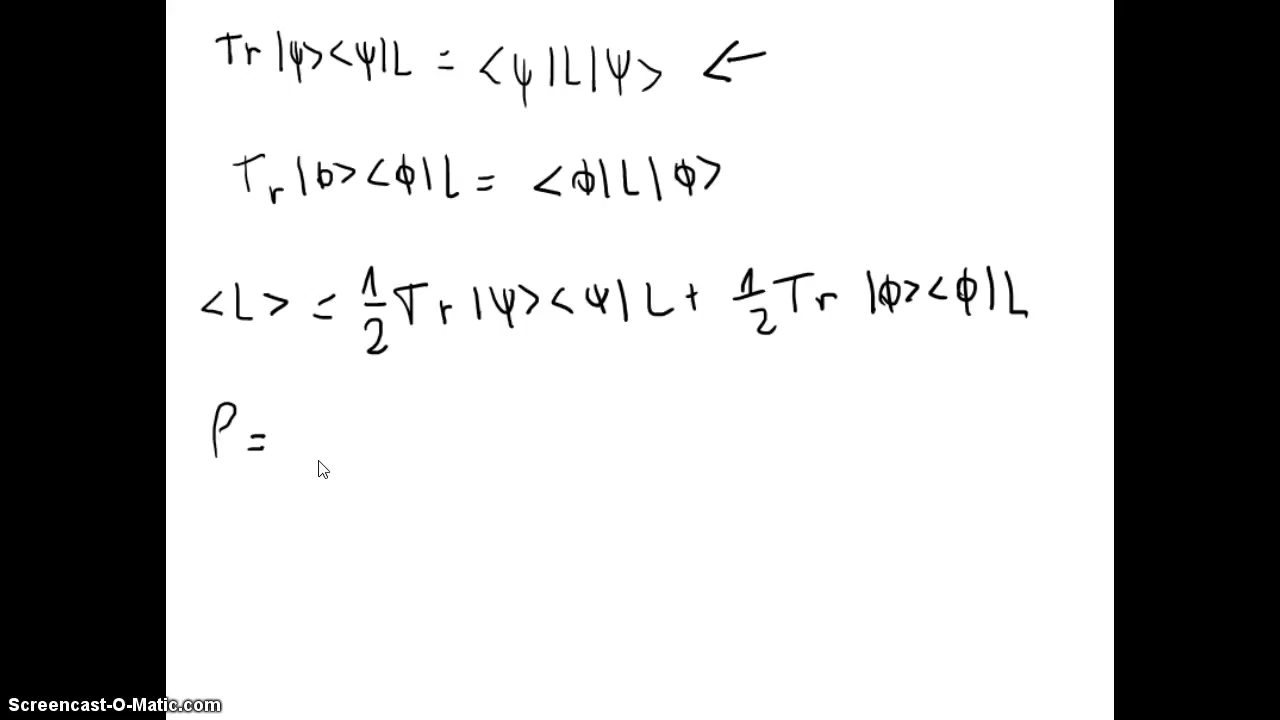 Tr |ψ><ψ|L = <ψ|L|ψ> ←
Tr |ϕ><ϕ|L = <ϕ|L|ϕ>
<L> = 1/2 Tr |ψ><ψ| L + 1/2 Tr |ϕ><ϕ|L
ρ =
Screencast-O-Matic.com